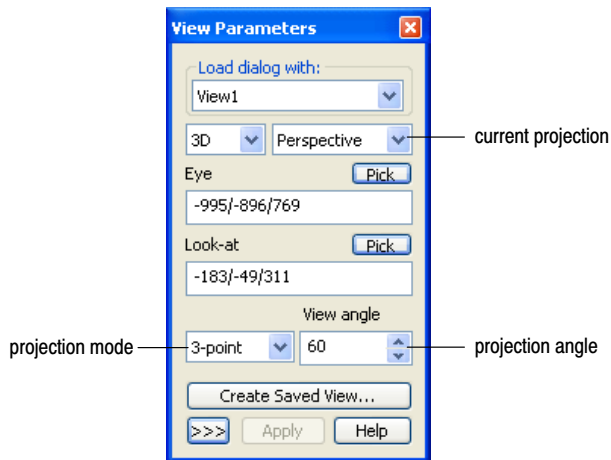 View Parameters
Load dialog with:
View1
3D Perspective current projection
Eye Pick
-995/-896/769
Look-at Pick
-183/-49/311
View angle
projection mode 3-point 60 projection angle
Create Saved View...
>>> Apply Help